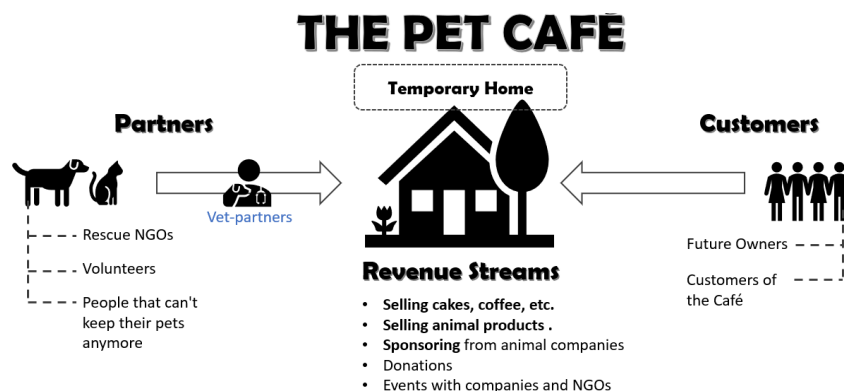 THE PET CAFÉ
Temporary Home
Partners
Customers
Vet-partners
Rescue NGOs
Volunteers
People that can't
keep their pets
anymore
Future Owners
Customers of
the Café
Revenue Streams
• Selling cakes, coffee, etc.
• Selling animal products .
• Sponsoring from animal companies
• Donations
• Events with companies and NGOs